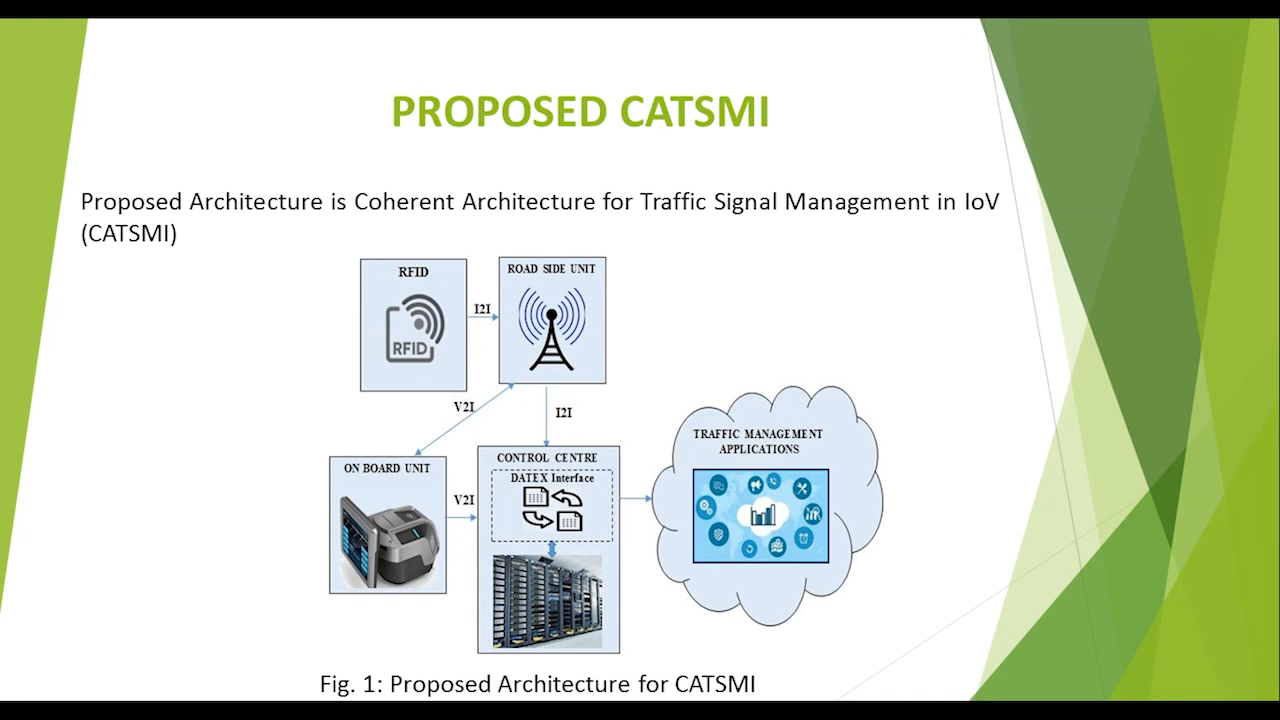 PROPOSED CATSMI
Proposed Architecture is Coherent Architecture for Traffic Signal Management in IoV
(CATSMI)
RFID
RFID
I2I
ROAD SIDE UNIT
V2I
I2I
ON BOARD UNIT
V2I
CONTROL CENTRE
DATEX Interface
TRAFFIC MANAGEMENT
APPLICATIONS
Fig. 1: Proposed Architecture for CATSMI